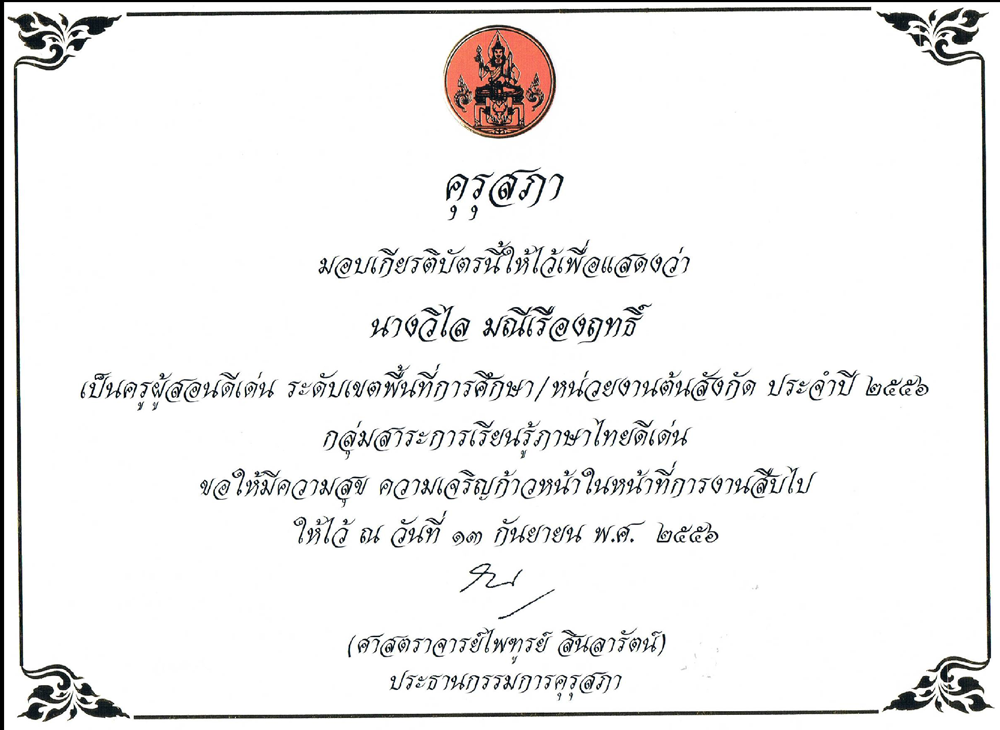 คุรุสภา
มอบเกียรติบัตรนี้ให้ไว้เพื่อแสดงว่า
นางวิไล มณีเรืองฤทธิ์
เป็นครูผู้สอนดีเด่น ระดับเขตพื้นที่การศึกษา/หน่วยงานต้นสังกัด ประจำปี ๒๕๕๖
กลุ่มสาระการเรียนรู้ภาษาไทยดีเด่น
ขอให้มีความสุข ความเจริญก้าวหน้าในหน้าที่การงานสืบไป
ให้ไว้ ณ วันที่ ๑๓ กันยายน พ.ศ. ๒๕๕๖
(ศาสตราจารย์ไพฑูรย์ สินลารัตน์)
ประธานกรรมการคุรุสภา